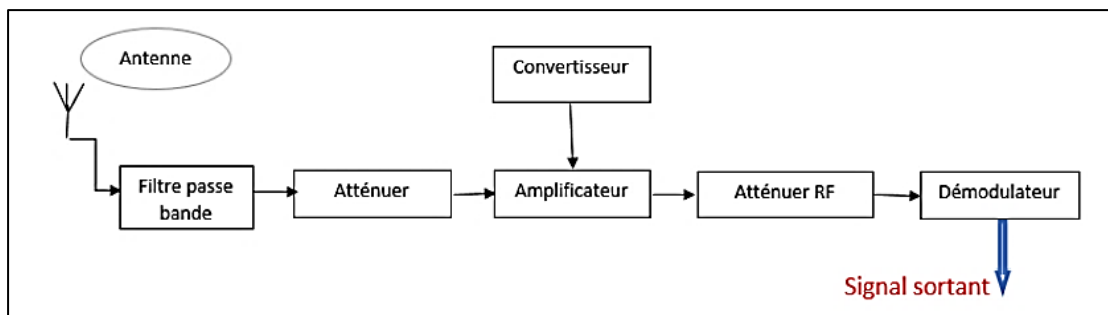 Antenne
Convertisseur
Filtre passe
bande
Atténuer
Amplificateur
Atténuer RF
Démodulateur
Signal sortant